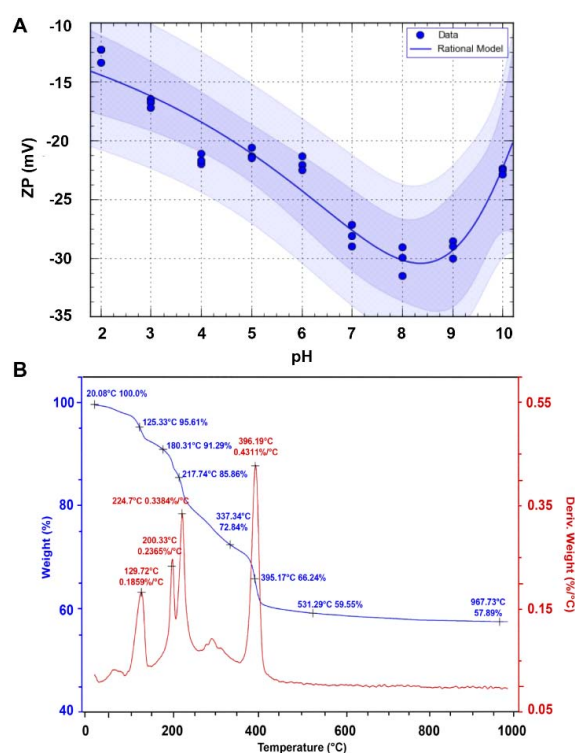 A
-10
-15
-20
-25
-30
-35
ZP (mV)
Data
Rational Model
2 3 4 5 6 7 8 9 10
pH
B
20.08°C 100.0%
125.33°C 95.61%
180.31°C 91.29%
217.74°C 85.86%
396.19°C
0.4311%/°C
224.7°C 0.3384%/°C
337.34°C
72.84%
200.33°C
0.2365%/°C
129.72°C
0.1859%/°C
395.17°C 66.24%
531.29°C 59.55%
967.73°C
57.89%
100
80
60
40
Weight (%)
0.55
0.45
0.35
0.25
0.15
0.05
Deriv. Weight (%/°C)
0 200 400 600 800 1000
Temperature (°C)